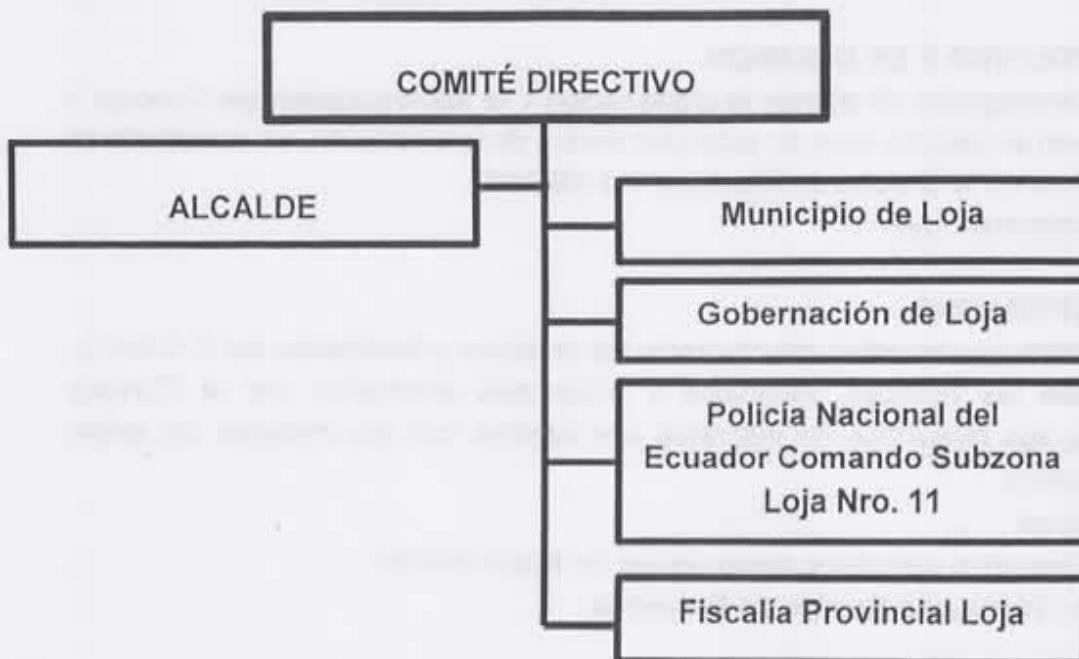 COMITÉ DIRECTIVO
ALCALDE
Municipio de Loja
Gobernación de Loja
Policía Nacional del
Ecuador Comando Subzona
Loja Nro. 11
Fiscalía Provincial Loja